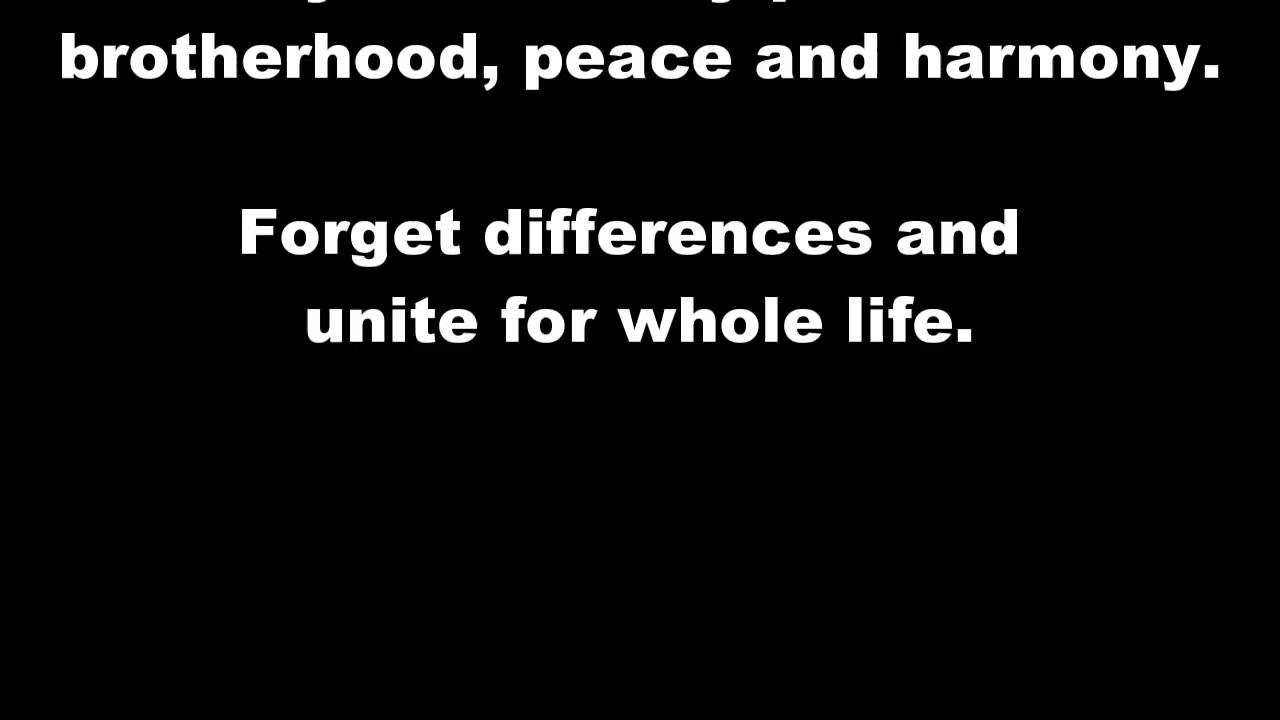 brotherhood, peace and harmony.
Forget differences and
unite for whole life.